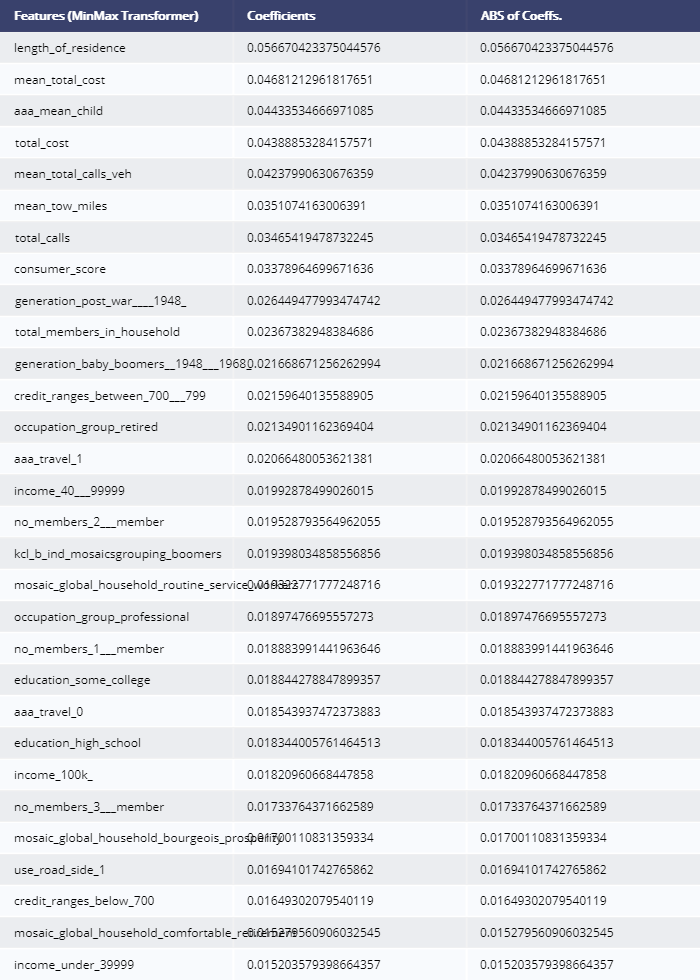 Features (MinMax Transformer) Coefficients ABS of Coeffs.
length_of_residence 0.056670423375044576 0.056670423375044576
mean_total_cost 0.04681212961817651 0.04681212961817651
aaa_mean_child 0.04433534666971085 0.04433534666971085
total_cost 0.04388853284157571 0.04388853284157571
mean_total_calls_veh 0.04237990630676359 0.04237990630676359
mean_tow_miles 0.0351074163006391 0.0351074163006391
total_calls 0.03465419478732245 0.03465419478732245
consumer_score 0.03378964699671636 0.03378964699671636
generation_post_war____1948_ 0.026449477993474742 0.026449477993474742
total_members_in_household 0.02367382948384686 0.02367382948384686
generation_baby_boomers__1948___1968_ 0.021668671256262994 0.021668671256262994
credit_ranges_between_700___799 0.02159640135588905 0.02159640135588905
occupation_group_retired 0.02134901162369404 0.02134901162369404
aaa_travel_1 0.02066480053621381 0.02066480053621381
income_40___99999 0.01992878499026015 0.01992878499026015
no_members_2___member 0.019528793564962055 0.019528793564962055
kcl_b_ind_mosaicsgrouping_boomers 0.019398034858556856 0.019398034858556856
mosaic_global_household_routine_service_workers 0.019322771777248716 0.019322771777248716
occupation_group_professional 0.01897476695557273 0.01897476695557273
no_members_1___member 0.018883991441963646 0.018883991441963646
education_some_college 0.018844278847899357 0.018844278847899357
aaa_travel_0 0.018543937472373883 0.018543937472373883
education_high_school 0.018344005761464513 0.018344005761464513
income_100k_ 0.01820960668447858 0.01820960668447858
no_members_3___member 0.01733764371662589 0.01733764371662589
mosaic_global_household_bourgeois_prosperity 0.01700110831359334 0.01700110831359334
use_road_side_1 0.01694101742765862 0.01694101742765862
credit_ranges_below_700 0.01649302079540119 0.01649302079540119
mosaic_global_household_comfortable_retirement 0.015279560906032545 0.015279560906032545
income_under_39999 0.015203579398664357 0.015203579398664357